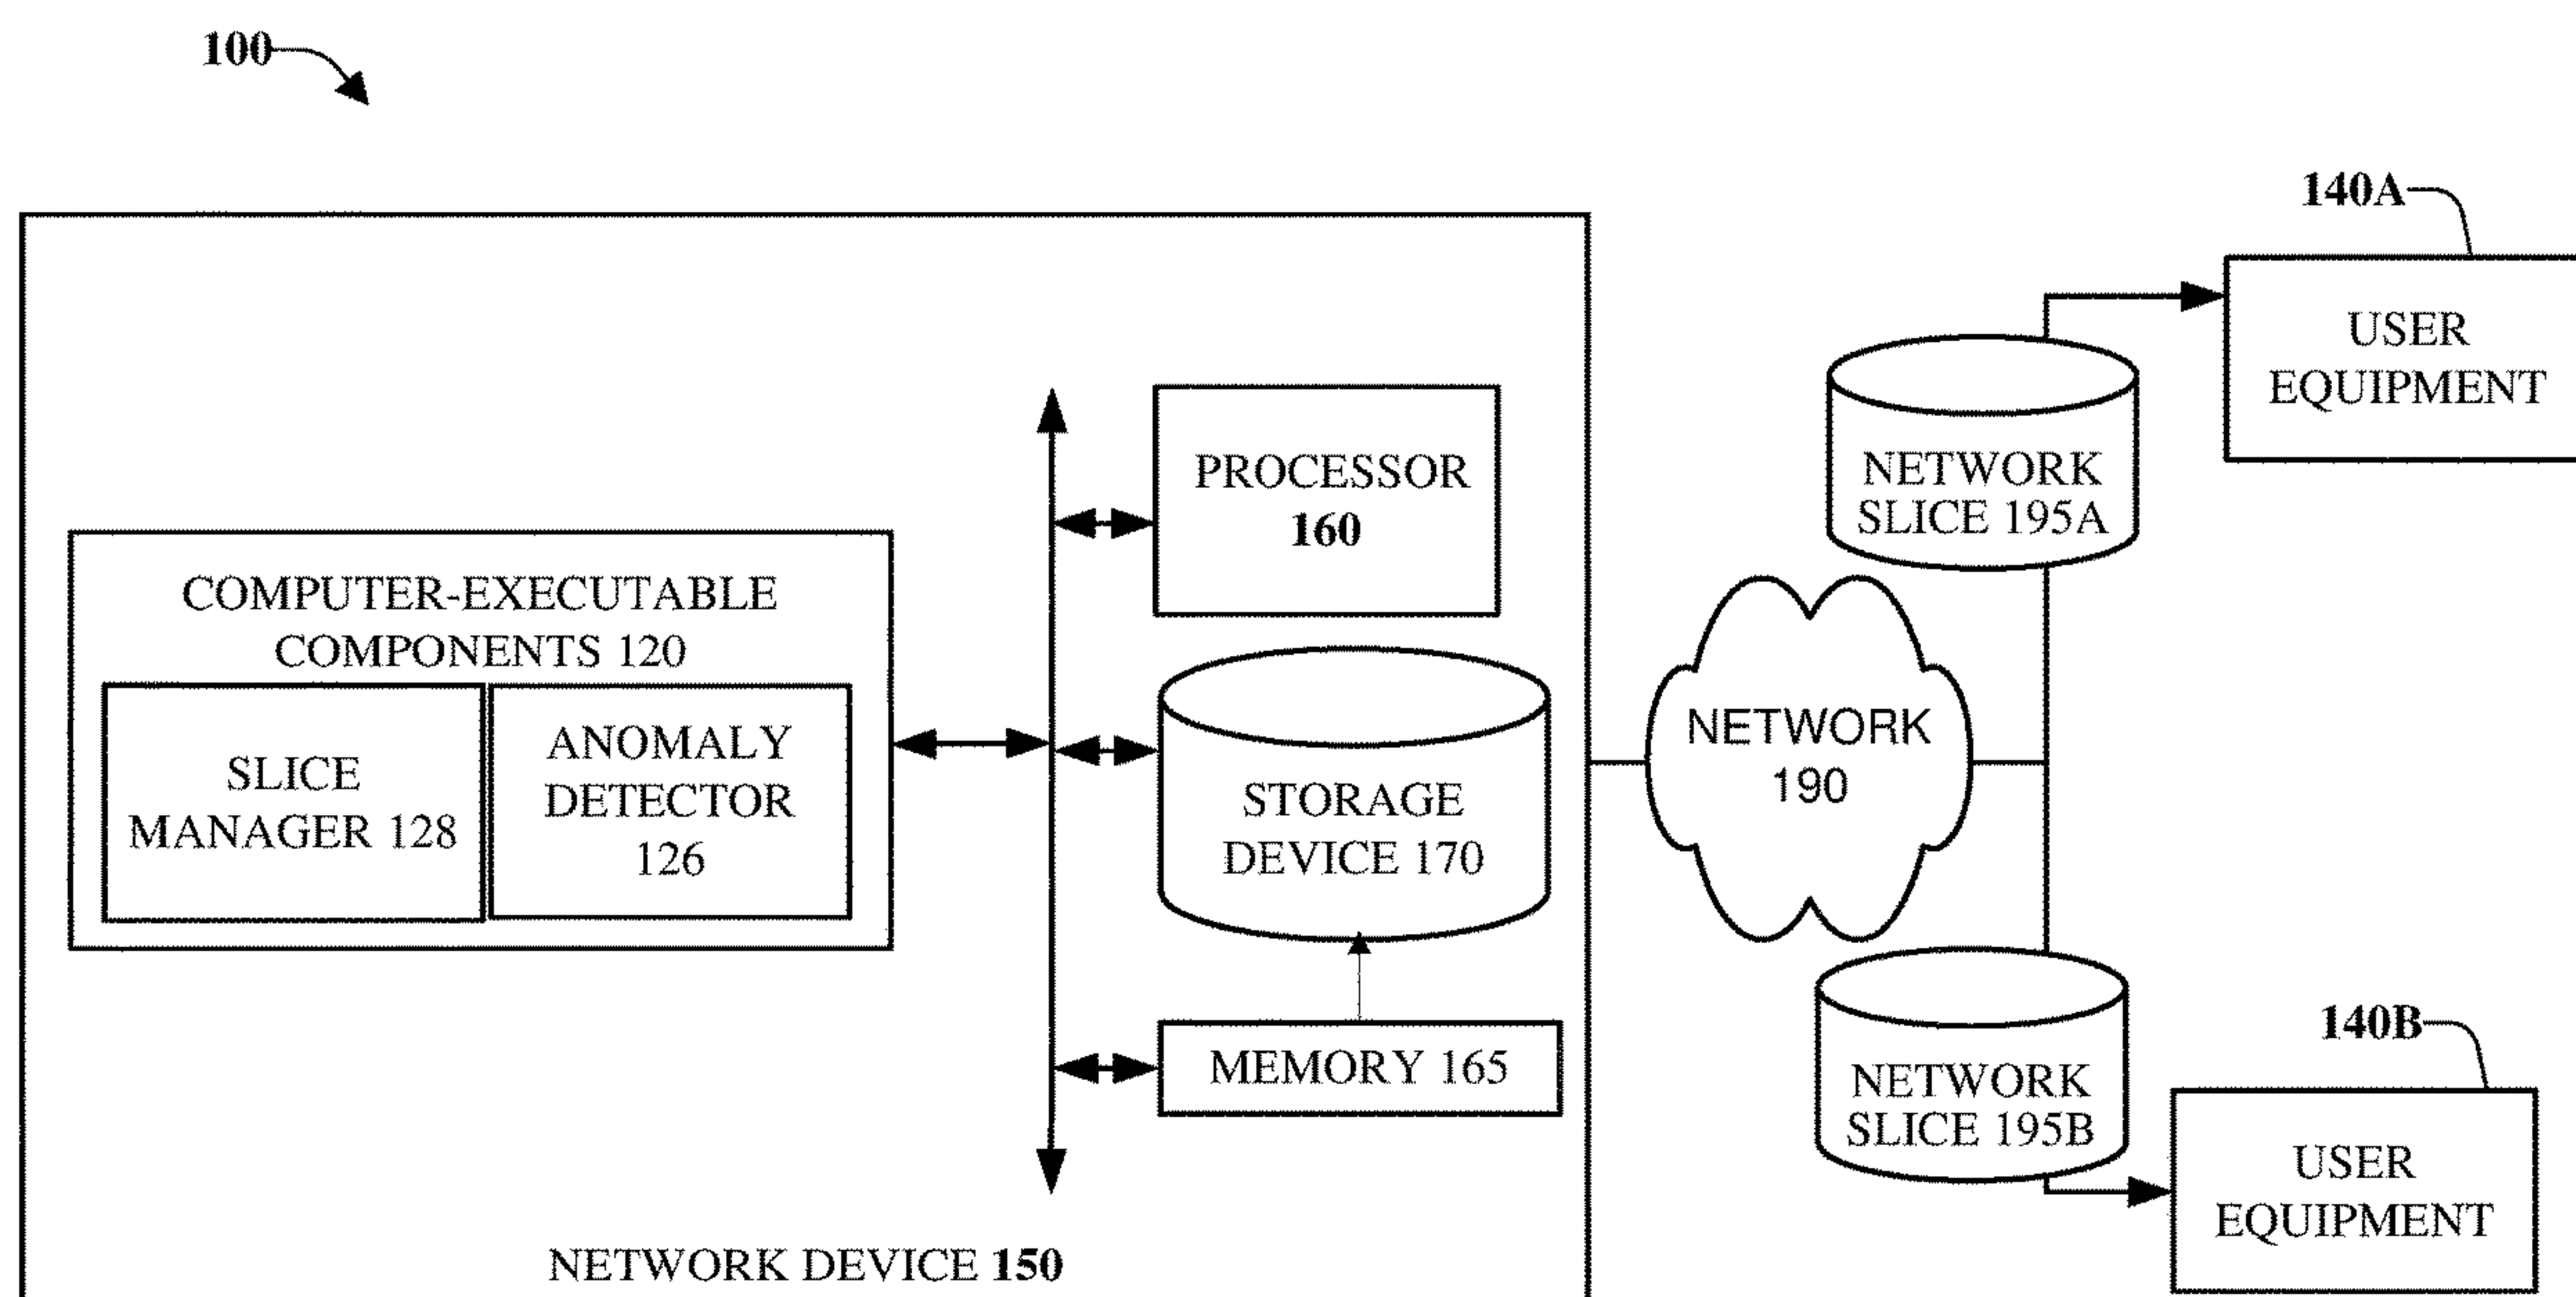 100
140A
USER
EQUIPMENT
PROCESSOR
160
NETWORK
SLICE 195A
COMPUTER-EXECUTABLE
COMPONENTS 120
SLICE
MANAGER 128
ANOMALY
DETECTOR
126
STORAGE
DEVICE 170
NETWORK
190
MEMORY 165
NETWORK
SLICE 195B
140B
USER
EQUIPMENT
NETWORK DEVICE 150